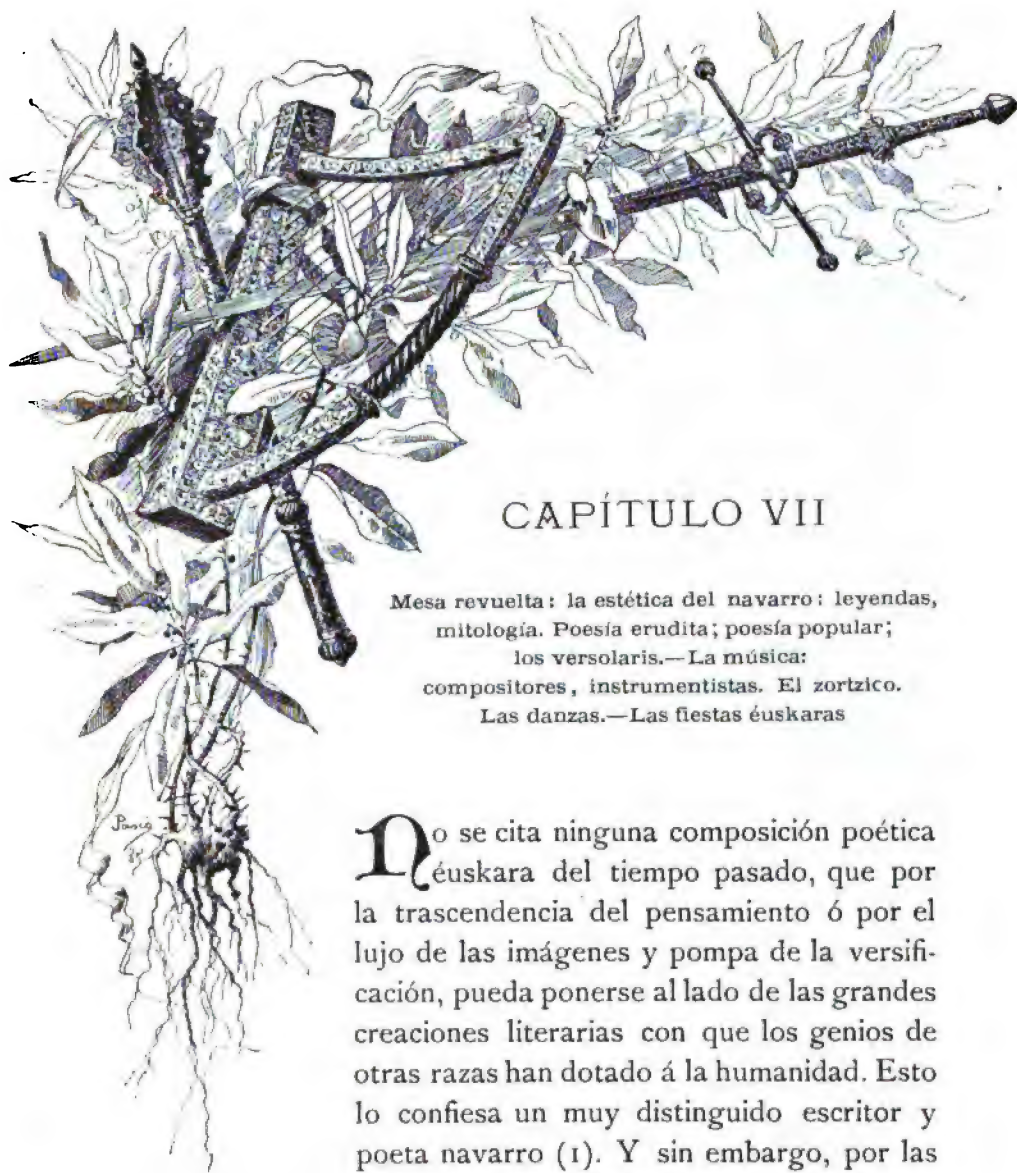 CAPÍTULO VII
Mesa revuelta: la estética del navarro: leyendas,
mitología. Poesía erudita; poesía popular;
los versolaris.—La música:
compositores, instrumentistas. El zortzico.
Las danzas.—Las fiestas éuskaras
Pascó
No se cita ninguna composición poética
éuskara del tiempo pasado, que por
la trascendencia del pensamiento ó por el
lujo de las imágenes y pompa de la versifi-
cación, pueda ponerse al lado de las grandes
creaciones literarias con que los genios de
otras razas han dotado á la humanidad. Esto
lo confiesa un muy distinguido escritor y
poeta navarro (1). Y sin embargo, por las